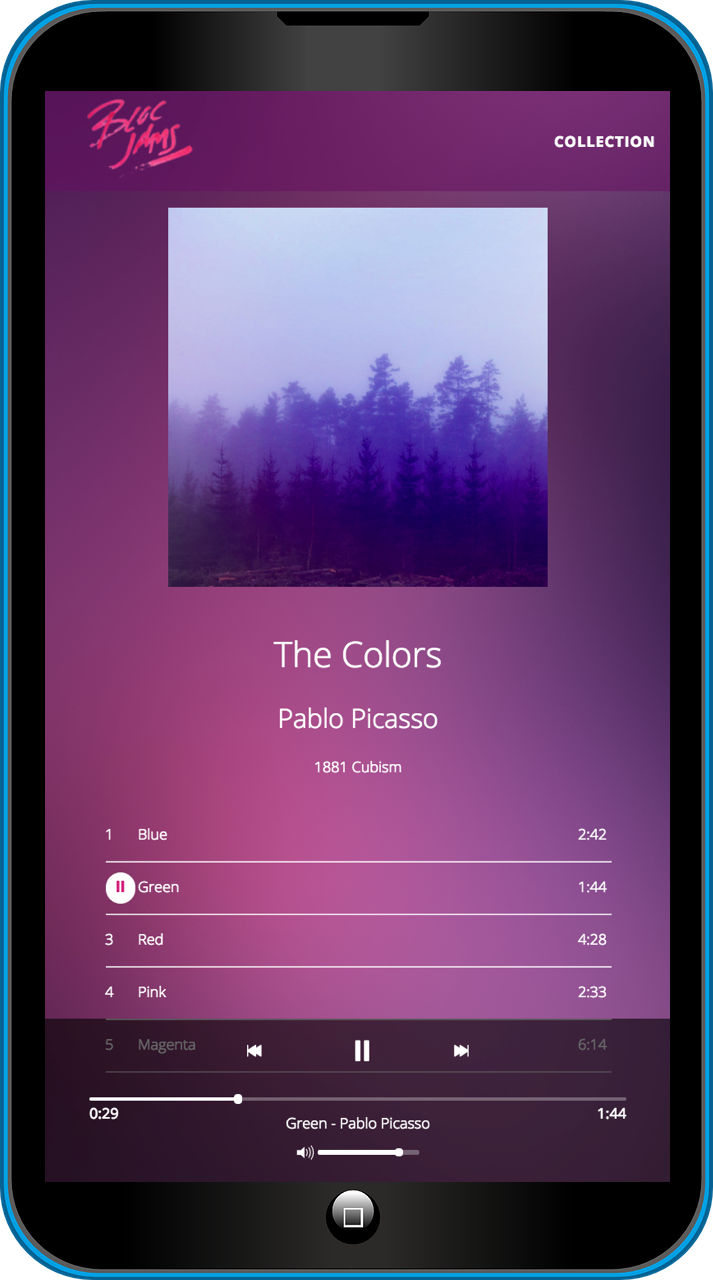 BLOC
JAMS
COLLECTION
The Colors
Pablo Picasso
1881 Cubism
1 Blue 2:42
Green 1:44
3 Red 4:28
4 Pink 2:33
5 Magenta 6:14
0:29 1:44
Green - Pablo Picasso